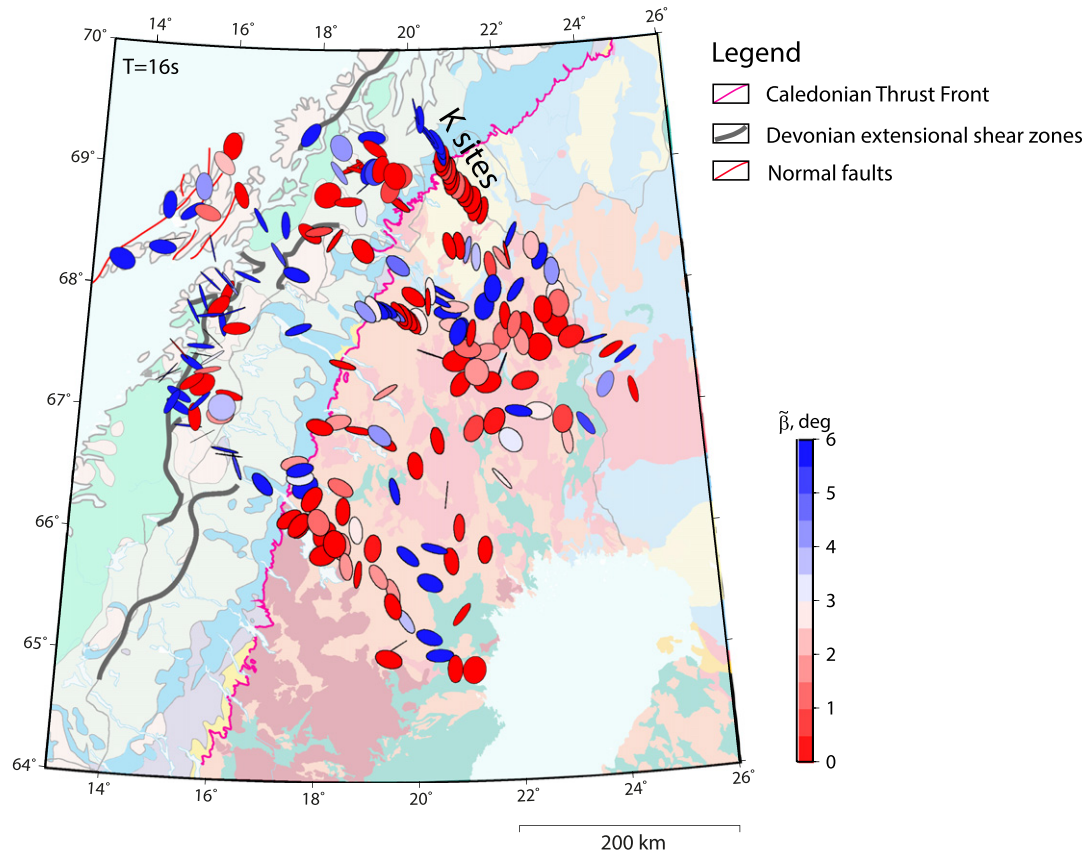 14° 16° 18° 20° 22° 24° 26°
70°
T=16s
69°
68°
67°
66°
65°
64°
K sites
14° 16° 18° 20° 22° 24° 26°
200 km
Legend
Caledonian Thrust Front
Devonian extensional shear zones
Normal faults
β̃, deg
6
5
4
3
2
1
0